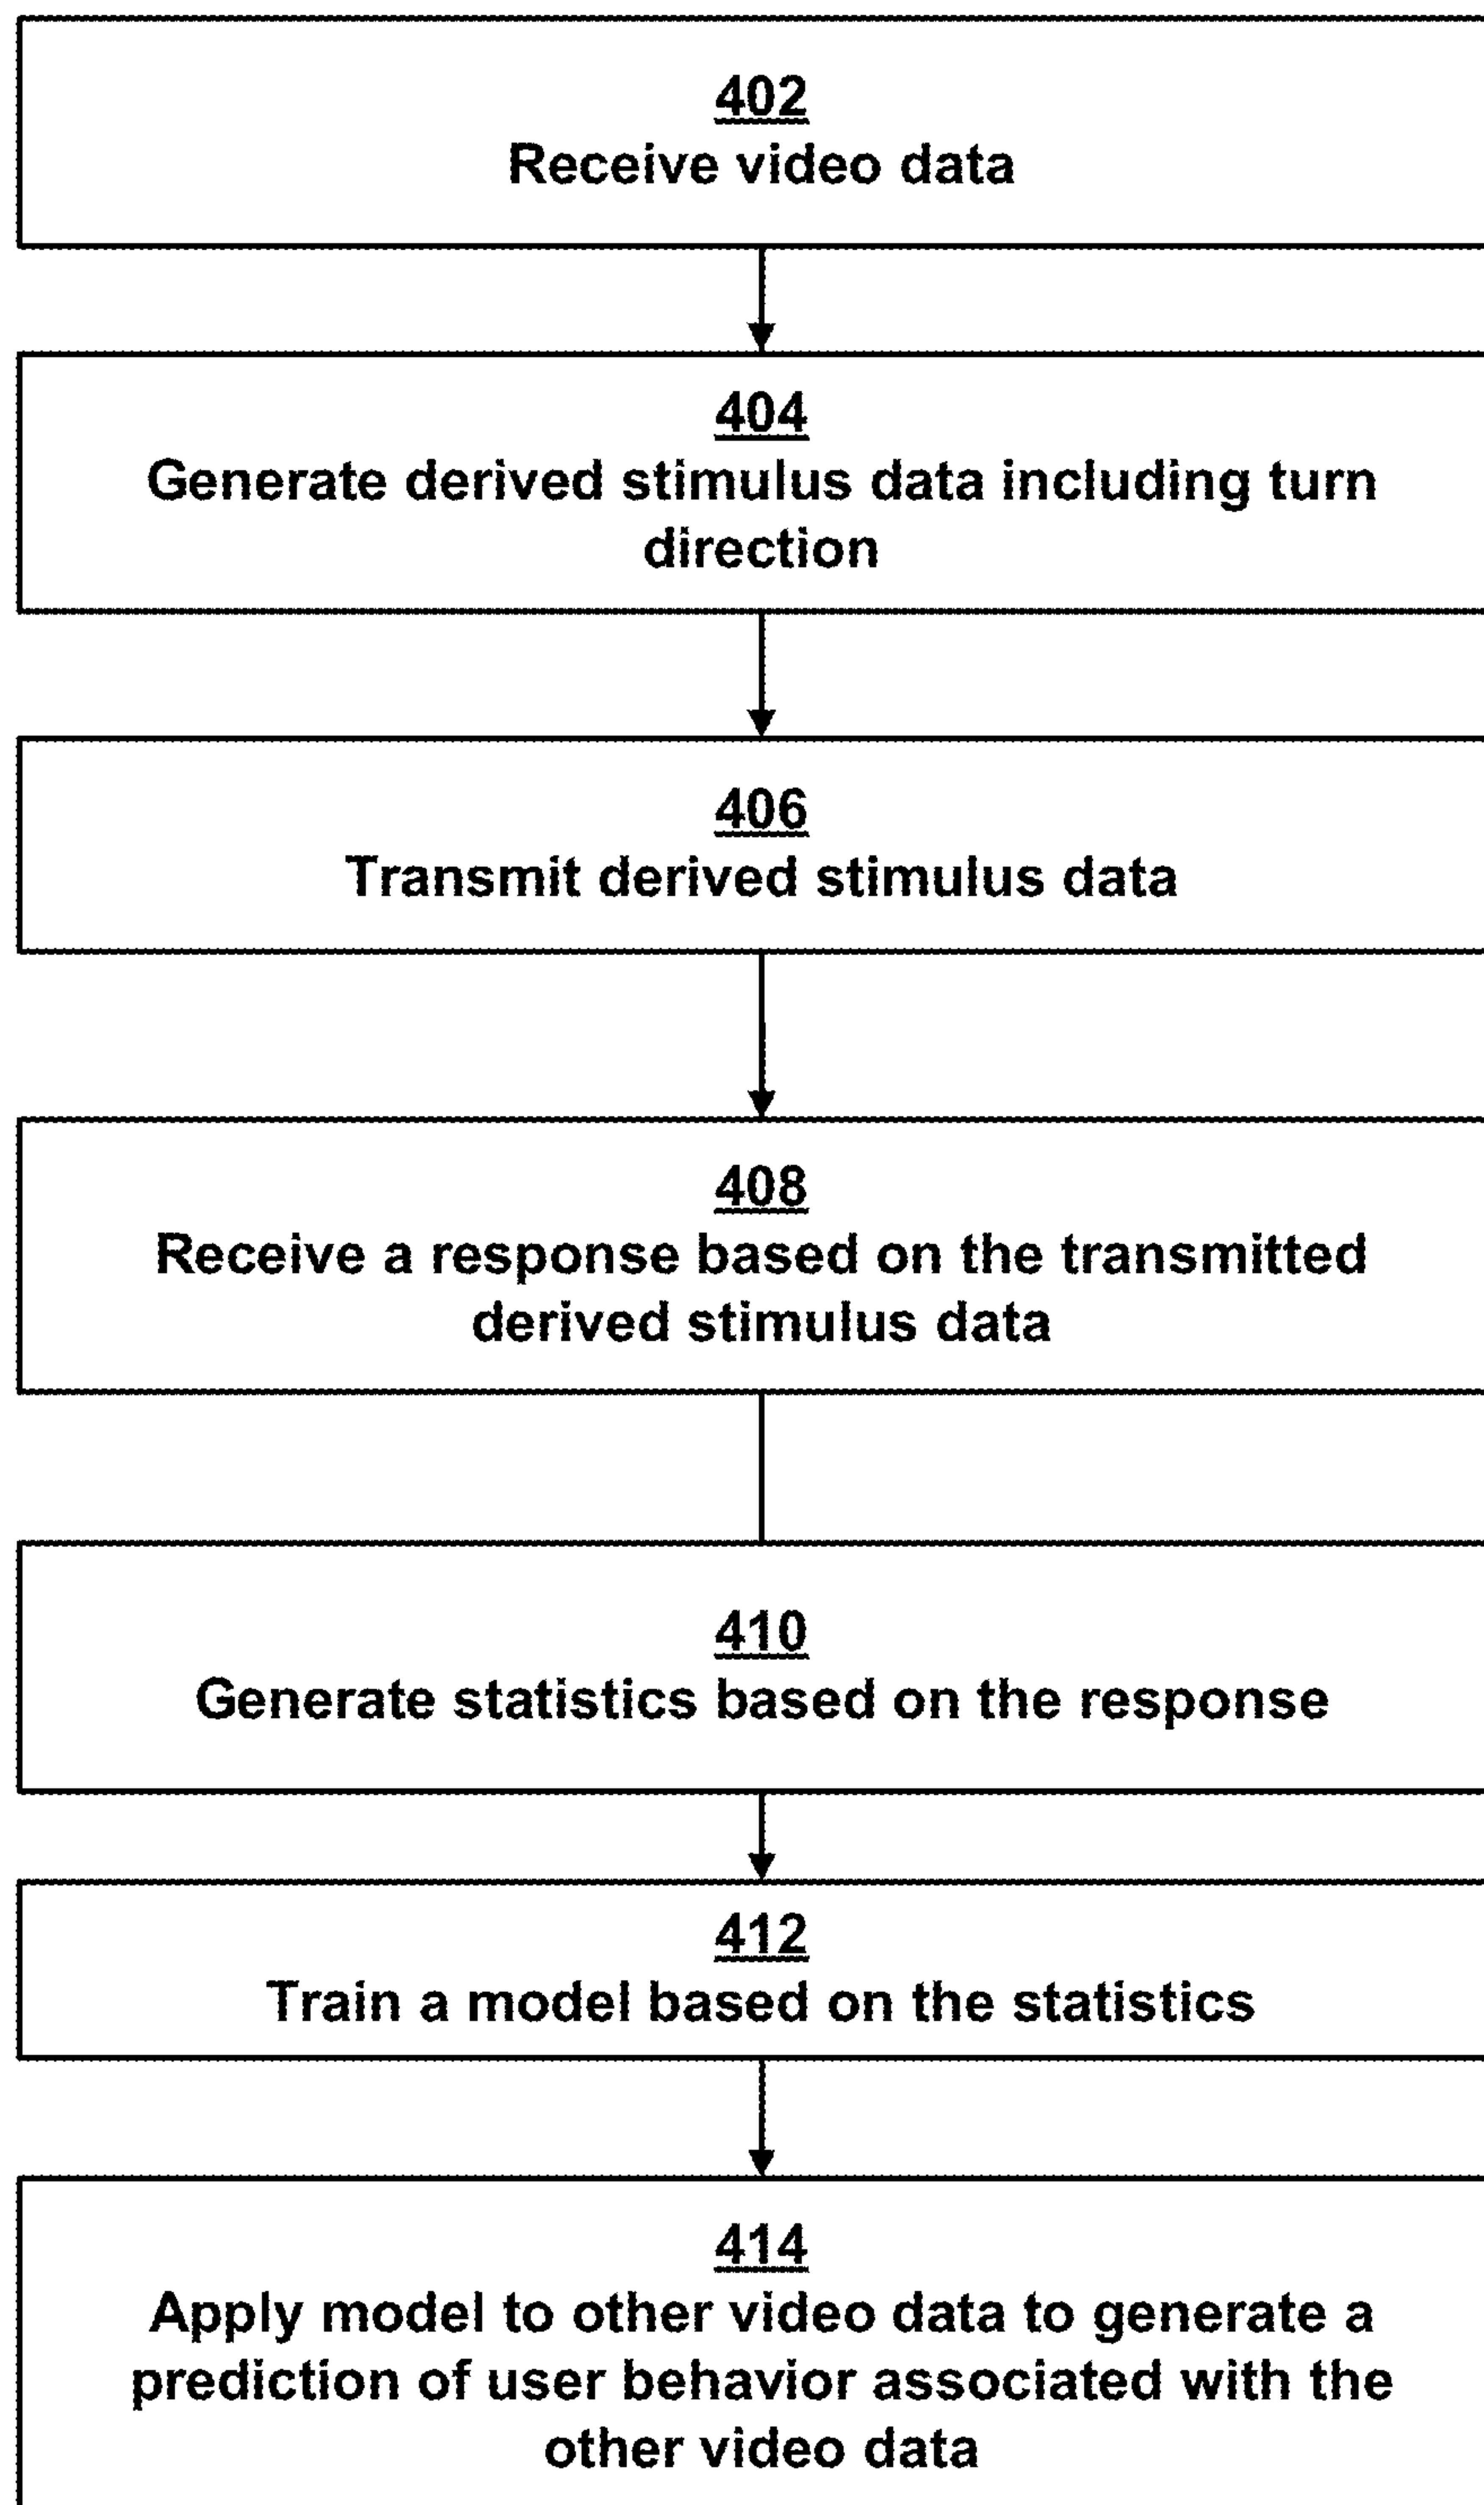 402
Receive video data
404
Generate derived stimulus data including turn
direction
406
Transmit derived stimulus data
408
Receive a response based on the transmitted
derived stimulus data
410
Generate statistics based on the response
412
Train a model based on the statistics
414
Apply model to other video data to generate a
prediction of user behavior associated with the
other video data